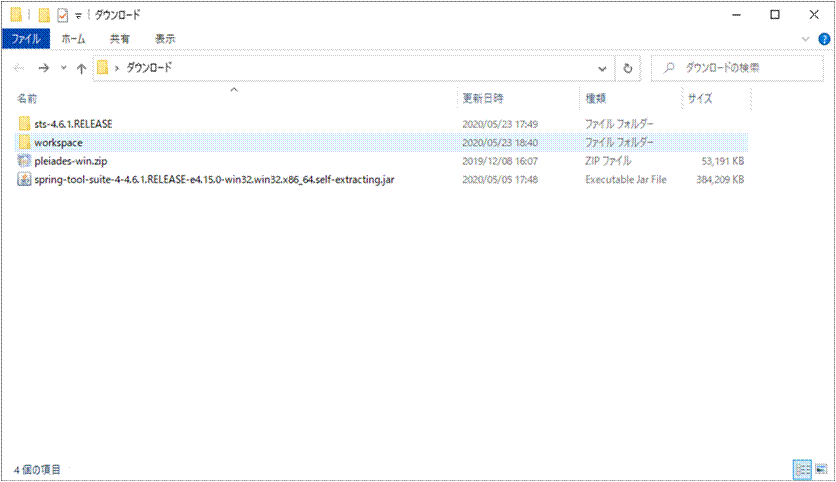 ダウンロード
ファイル ホーム 共有 表示
ダウンロード ダウンロードの検索
名前 更新日時 種類 サイズ
sts-4.6.1.RELEASE 2020/05/23 17:49 ファイル フォルダー
workspace 2020/05/23 18:40 ファイル フォルダー
pleiades-win.zip 2019/12/08 16:07 ZIP ファイル 53,191 KB
spring-tool-suite-4-4.6.1.RELEASE-e4.15.0-win32.win32.x86_64.self-extracting.jar 2020/05/05 17:48 Executable Jar File 384,209 KB
4 個の項目